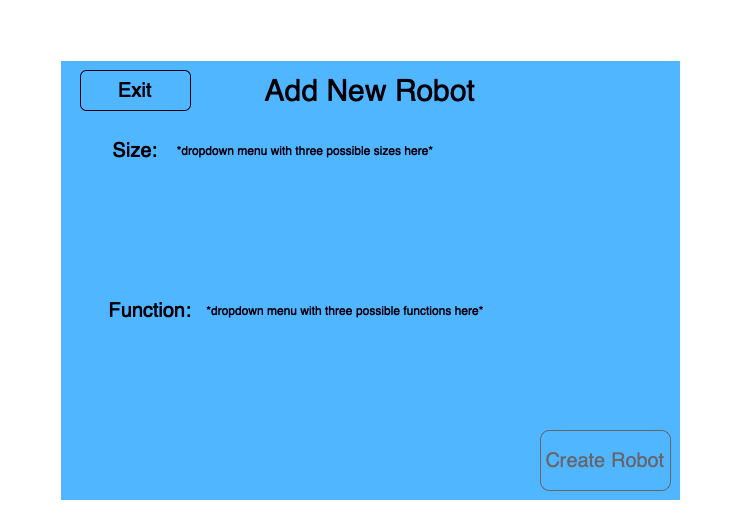 Exit
Add New Robot
Size:
*dropdown menu with three possible sizes here*
Function:
*dropdown menu with three possible functions here*
Create Robot